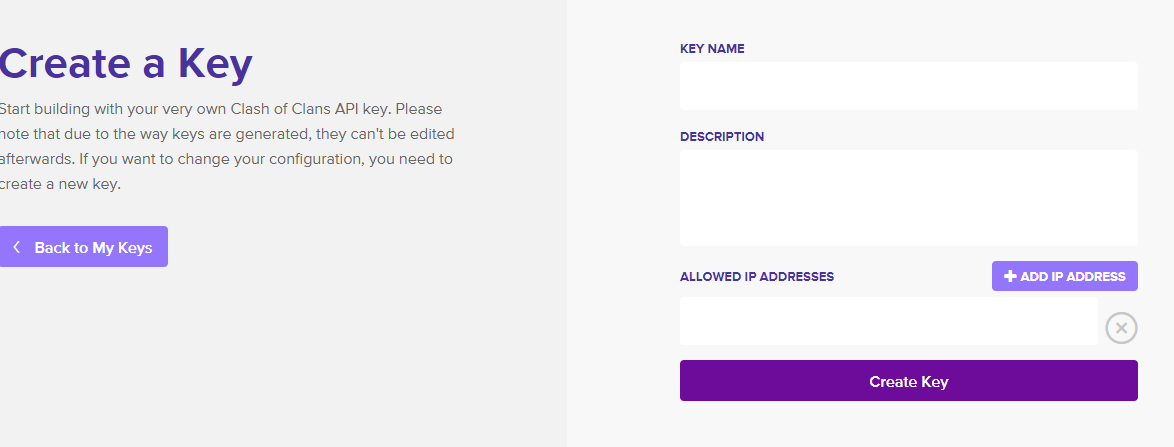 Create a Key
Start building with your very own Clash of Clans API key. Please
note that due to the way keys are generated, they can't be edited
afterwards. If you want to change your configuration, you need to
create a new key.
Back to My Keys
KEY NAME
DESCRIPTION
ALLOWED IP ADDRESSES
ADD IP ADDRESS
Create Key